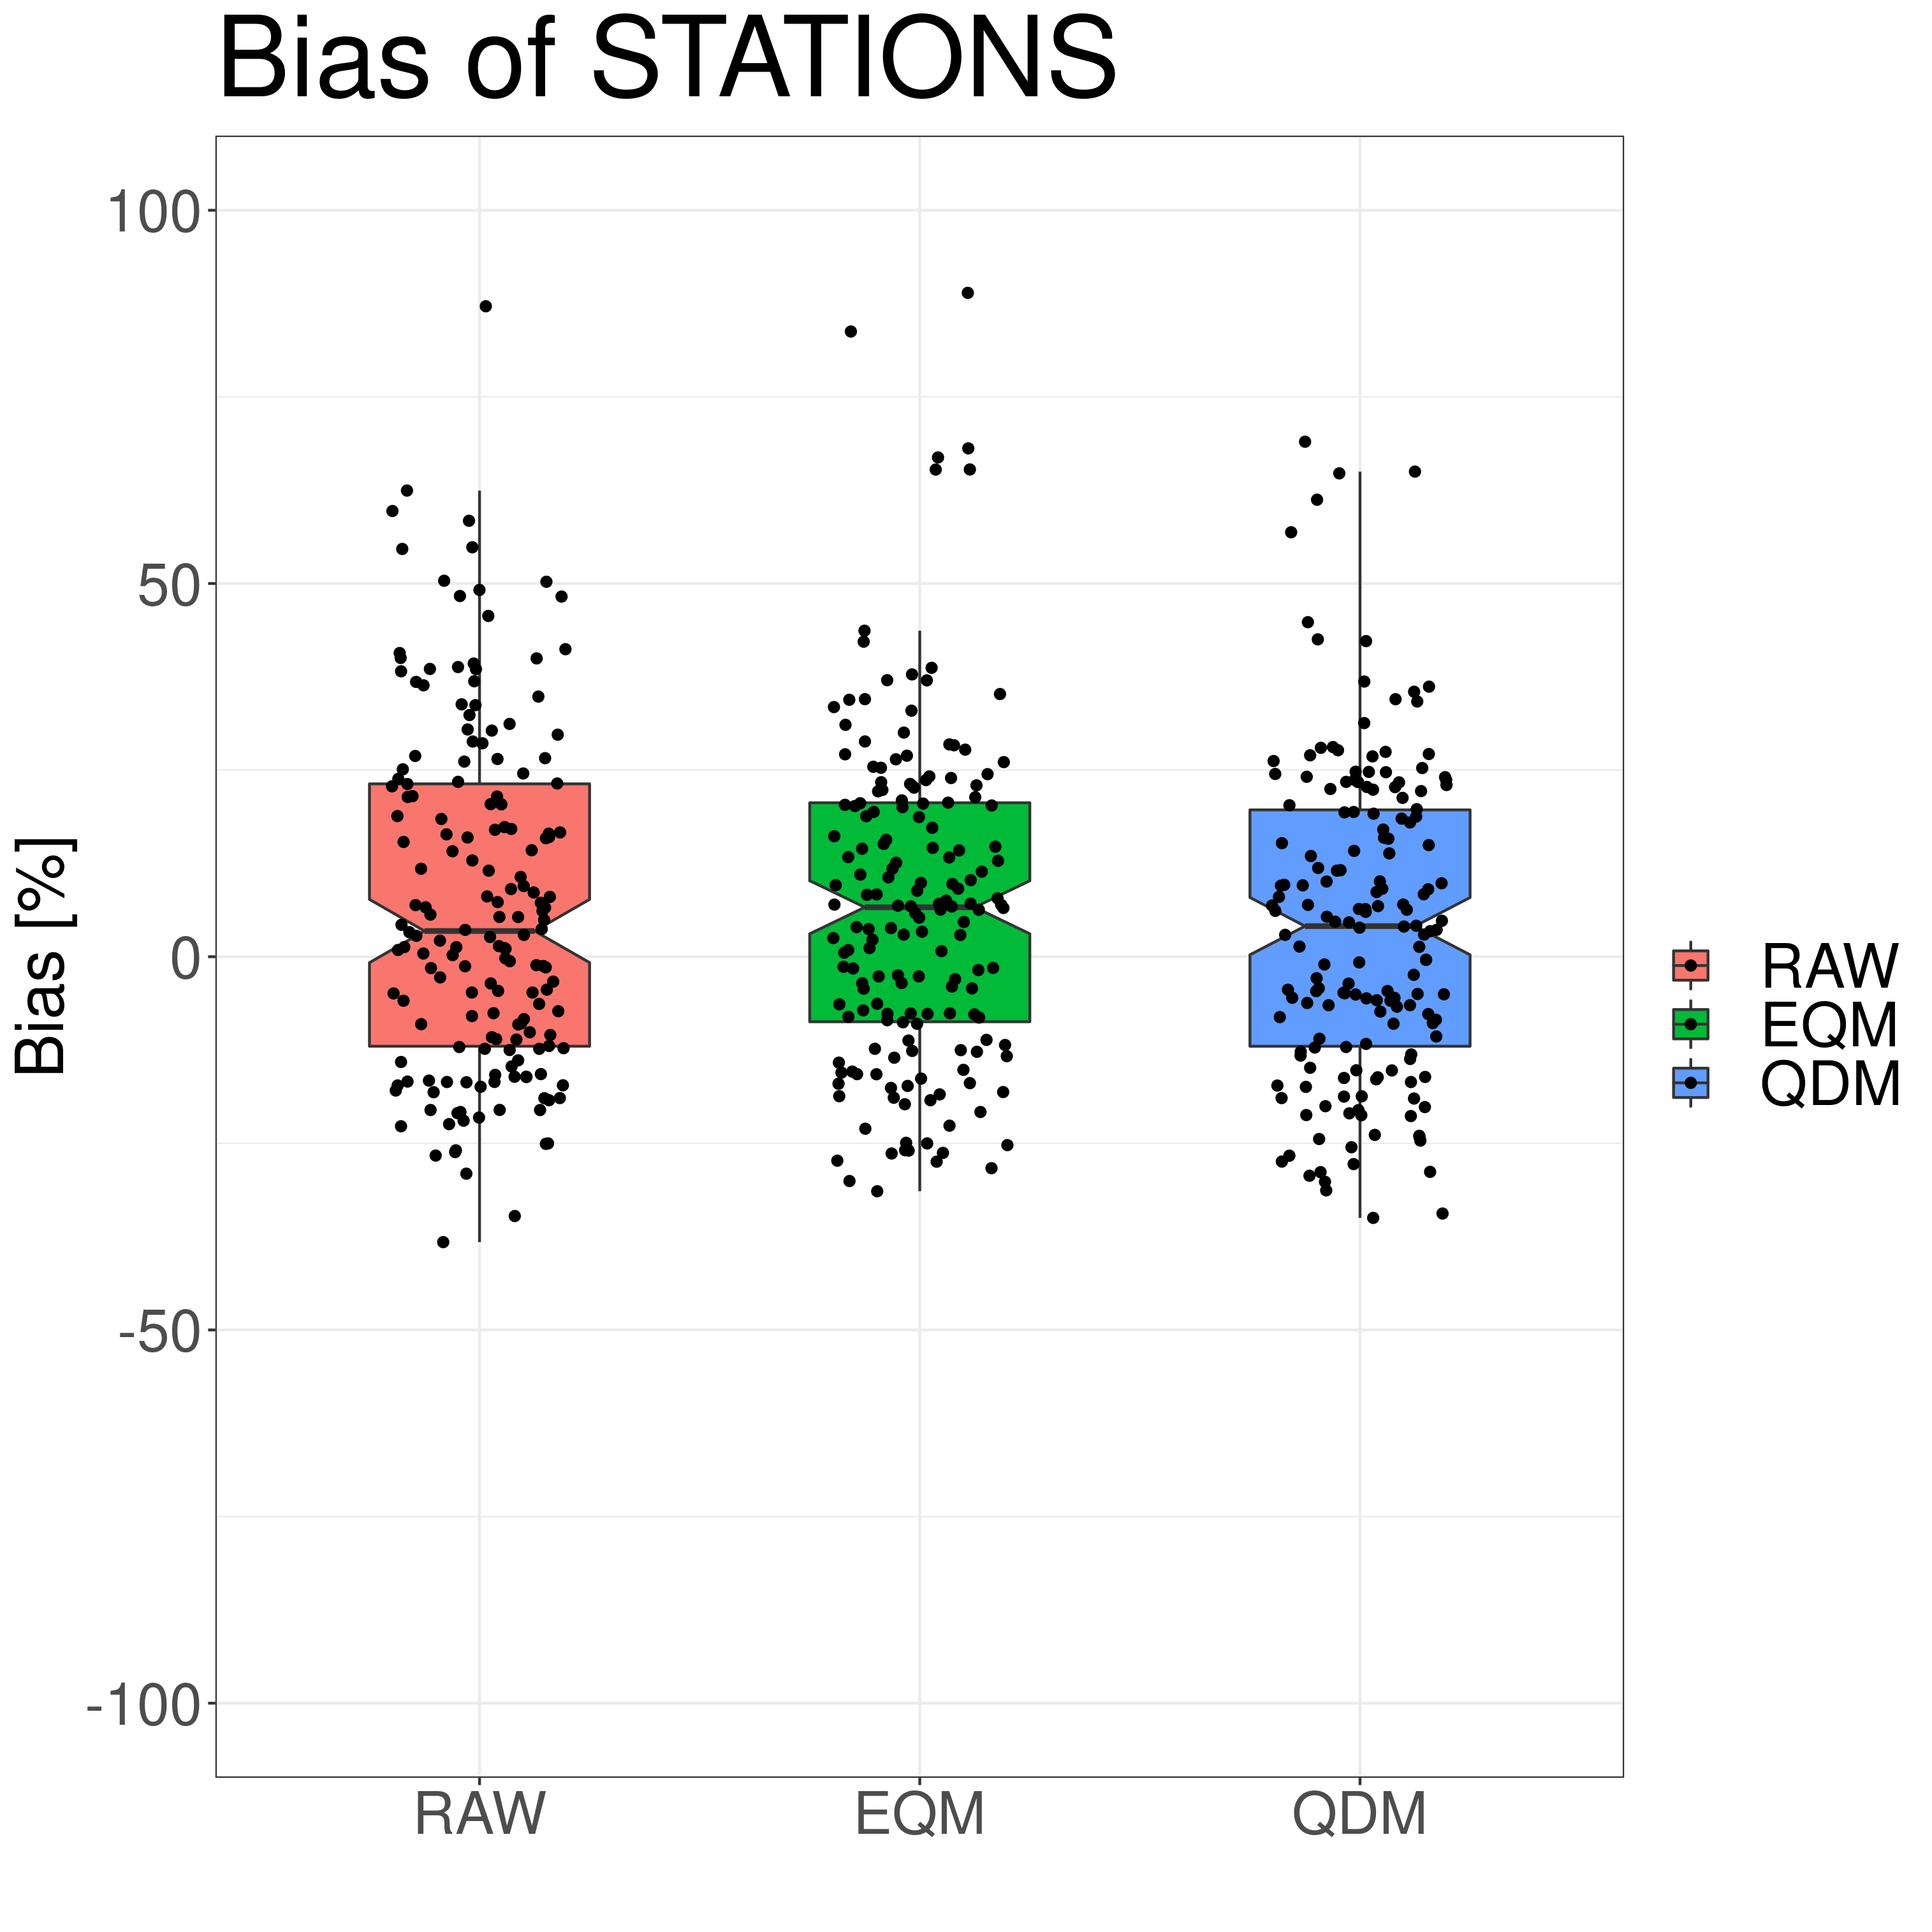 Bias of STATIONS
100
50
0
-50
-100
Bias [%]
RAW
EQM
QDM
RAW
EQM
QDM